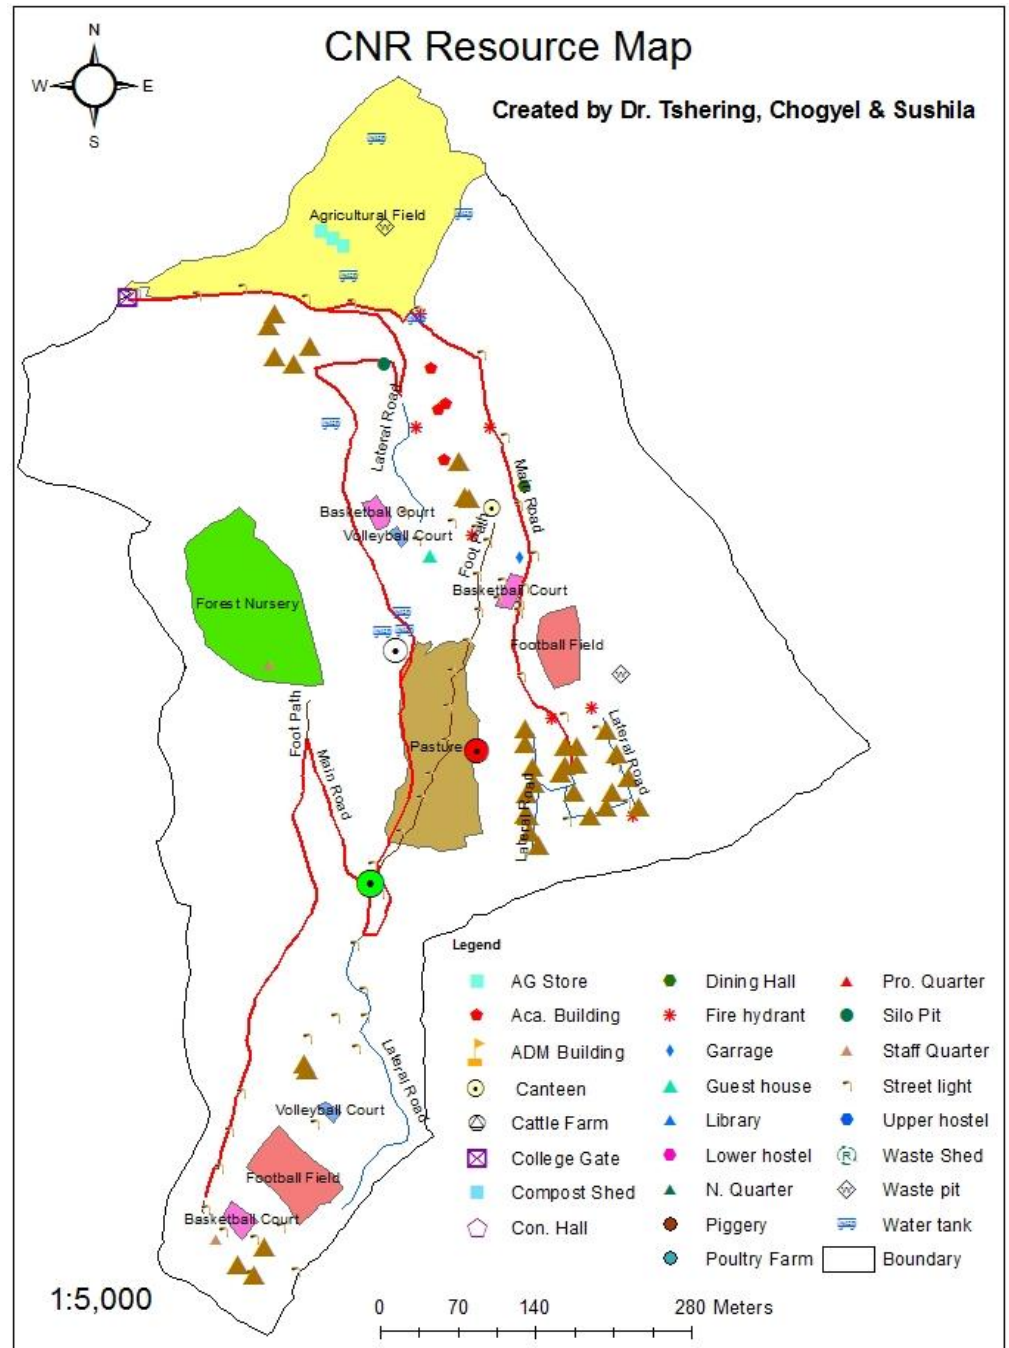 CNR Resource Map
Created by Dr. Tshering, Chogyel & Sushila
N
W
E
S
Agricultural Field
W
Lateral Road
Main Road
Basketball Court
Volleyball Court
Foot Path
Basketball Court
Forest Nursery
Football Field
W
Foot Path
Pasture
Lateral Road
Main Road
Lateral Road
Lateral Road
Volleyball Court
Football Field
Basketball Court
Legend
AG Store
Aca. Building
ADM Building
Canteen
Cattle Farm
College Gate
Compost Shed
Con. Hall
Dining Hall
Fire hydrant
Garrage
Guest house
Library
Lower hostel
N. Quarter
Piggery
Poultry Farm
Pro. Quarter
Silo Pit
Staff Quarter
Street light
Upper hostel
R Waste Shed
W Waste pit
Water tank
Boundary
1:5,000
0 70 140 280 Meters